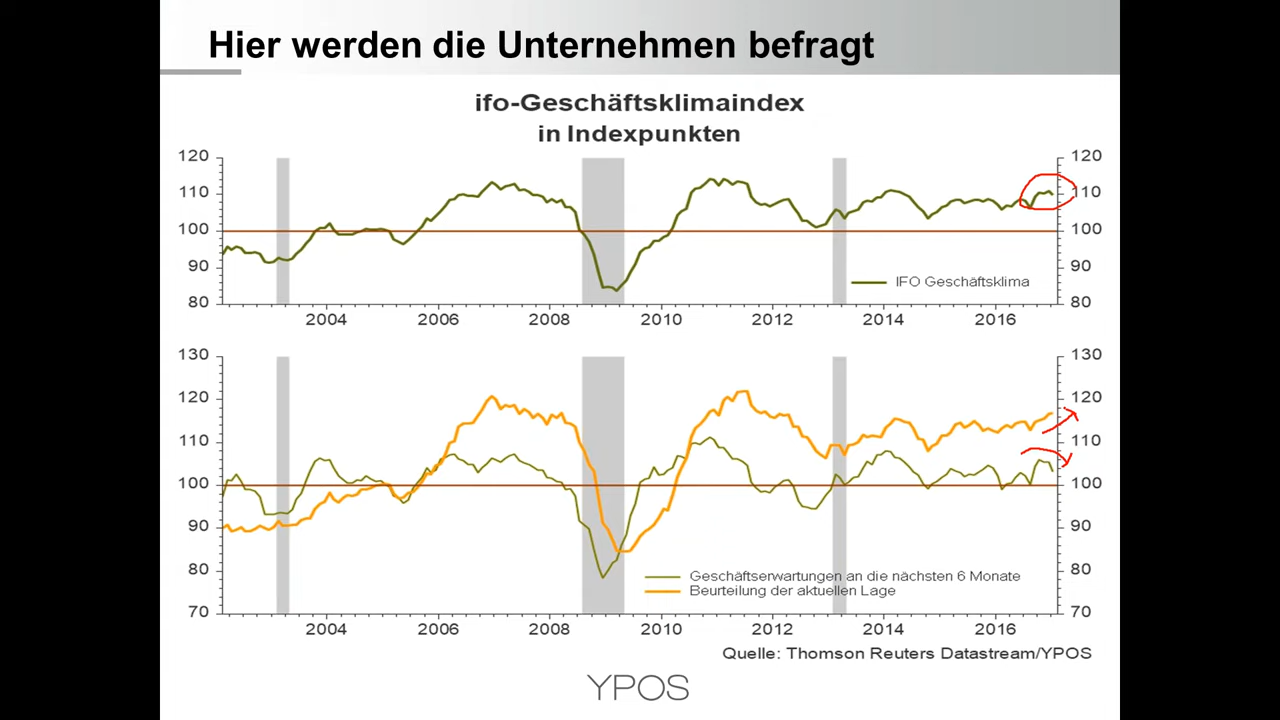 Hier werden die Unternehmen befragt
ifo-Geschäftsklimaindex
in Indexpunkten
120 120
110 110
100 100
90 90
IFO Geschäftsklima
80 80
2004 2006 2008 2010 2012 2014 2016
130 130
120 120
110 110
100 100
90 90
80 80
Geschäftserwartungen an die nächsten 6 Monate
Beurteilung der aktuellen Lage
70 70
2004 2006 2008 2010 2012 2014 2016
Quelle: Thomson Reuters Datastream/YPOS
YPOS